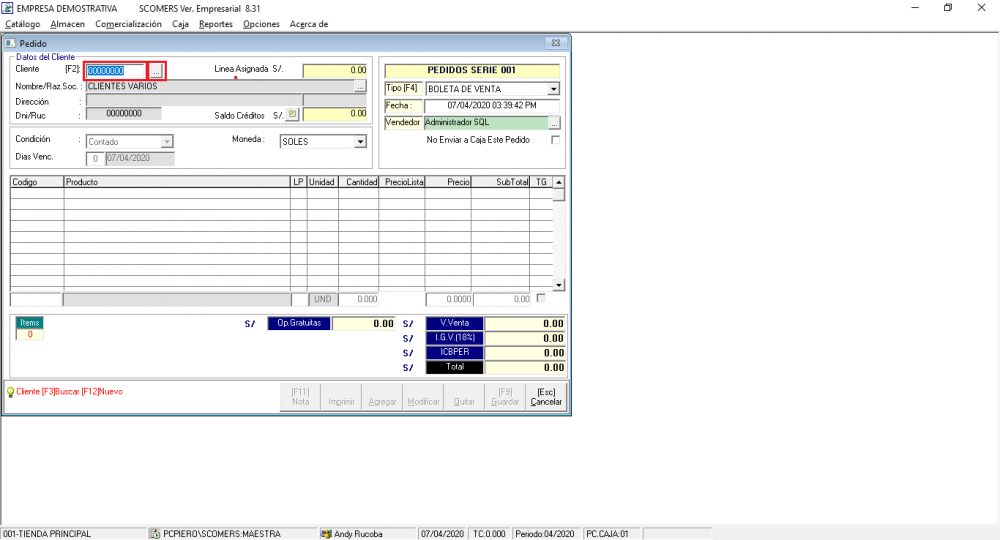 EMPRESA DEMOSTRATIVA SCOMERS Ver. Empresarial 8.31
Catálogo Almacen Comercialización Caja Reportes Opciones Acerca de
Pedido
Datos del Cliente
Cliente [F2]: 00000000 ... Linea Asignada S/. 0.00
Nombre/Raz.Soc. : CLIENTES VARIOS ...
Dirección :
Dni/Ruc : 00000000 Saldo Créditos S/. 0.00
Condición : Contado Moneda : SOLES
Dias Venc. 0 07/04/2020
PEDIDOS SERIE 001
Tipo [F4] BOLETA DE VENTA
Fecha : 07/04/2020 03:39:42 PM
Vendedor Administrador SQL ...
No Enviar a Caja Este Pedido
Codigo Producto LP Unidad Cantidad PrecioLista Precio SubTotal TG
UND 0.000 0.0000 0.00
Items S/ Op.Gratuitas 0.00 S/ V.Venta 0.00
0 S/ I.G.V.(18%) 0.00
S/ ICBPER 0.00
S/ Total 0.00
Cliente [F3]Buscar [F12]Nuevo
[F11] Nota Imprimir Agregar Modificar Quitar [F9] Guardar [Esc] Cancelar
001-TIENDA PRINCIPAL PCPIERO\SCOMERS:MAESTRA Andy Rucoba 07/04/2020 TC:0.000 Periodo:04/2020 PC.CAJA:01